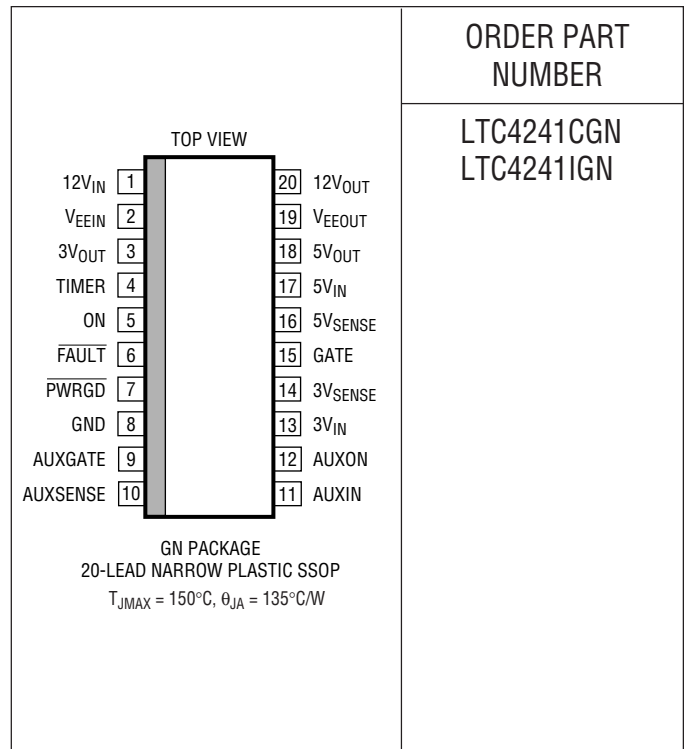 ORDER PART
NUMBER
LTC4241CGN
LTC4241IGN
TOP VIEW
12VIN 1 20 12VOUT
VEEIN 2 19 VEEOUT
3VOUT 3 18 5VOUT
TIMER 4 17 5VIN
ON 5 16 5VSENSE
F̅A̅U̅L̅T̅ 6 15 GATE
P̅W̅R̅G̅D̅ 7 14 3VSENSE
GND 8 13 3VIN
AUXGATE 9 12 AUXON
AUXSENSE 10 11 AUXIN
GN PACKAGE
20-LEAD NARROW PLASTIC SSOP
TJMAX = 150°C, θJA = 135°C/W